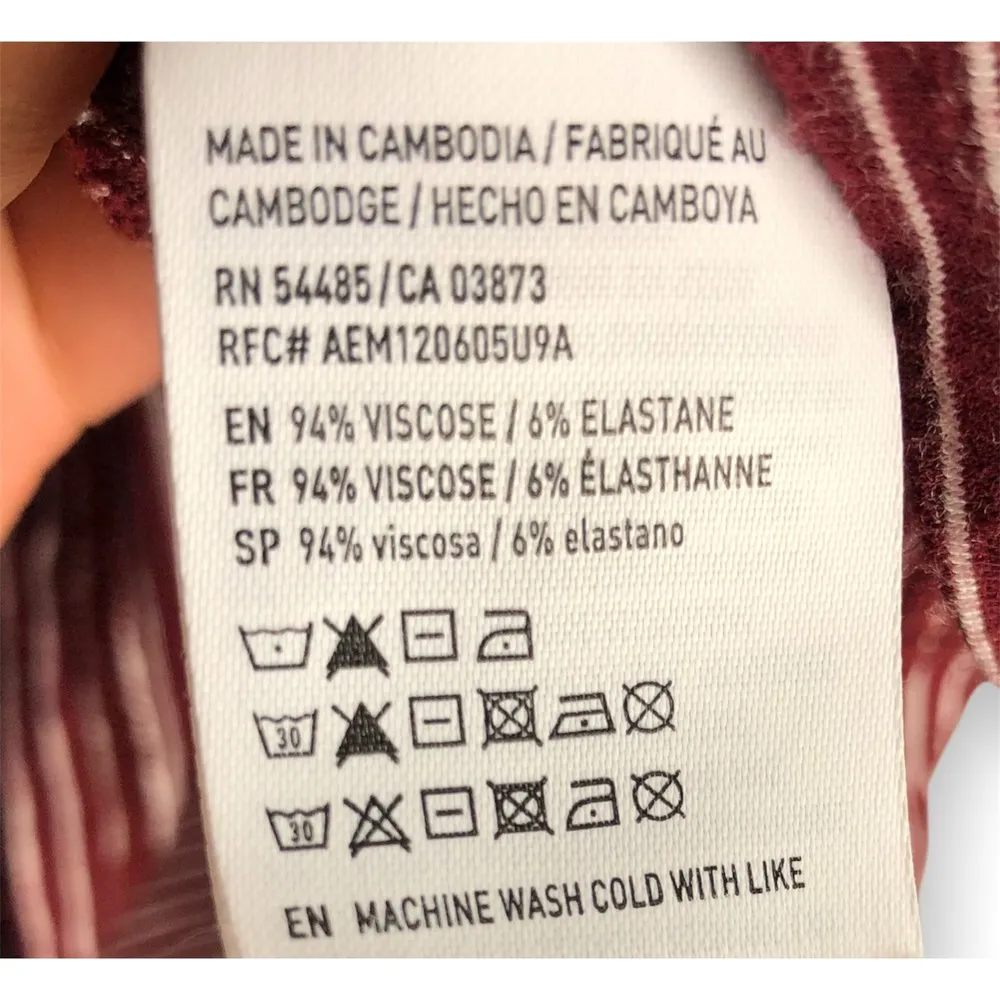 MADE IN CAMBODIA / FABRIQUÉ AU
CAMBODGE / HECHO EN CAMBOYA
RN 54485 / CA 03873
RFC# AEM120605U9A
EN 94% VISCOSE / 6% ELASTANE
FR 94% VISCOSE / 6% ÉLASTHANNE
SP 94% viscosa / 6% elastano
30
30
EN MACHINE WASH COLD WITH LIKE